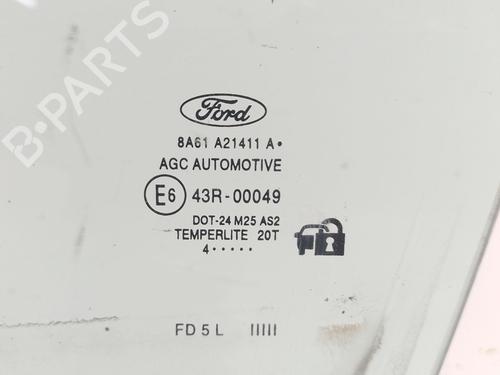 Ford
8A61 A21411 A•
AGC AUTOMOTIVE
E6 43R-00049
DOT-24 M25 AS2
TEMPERLITE 20T
4 •••••
FD 5 L IIIII
B-PARTS